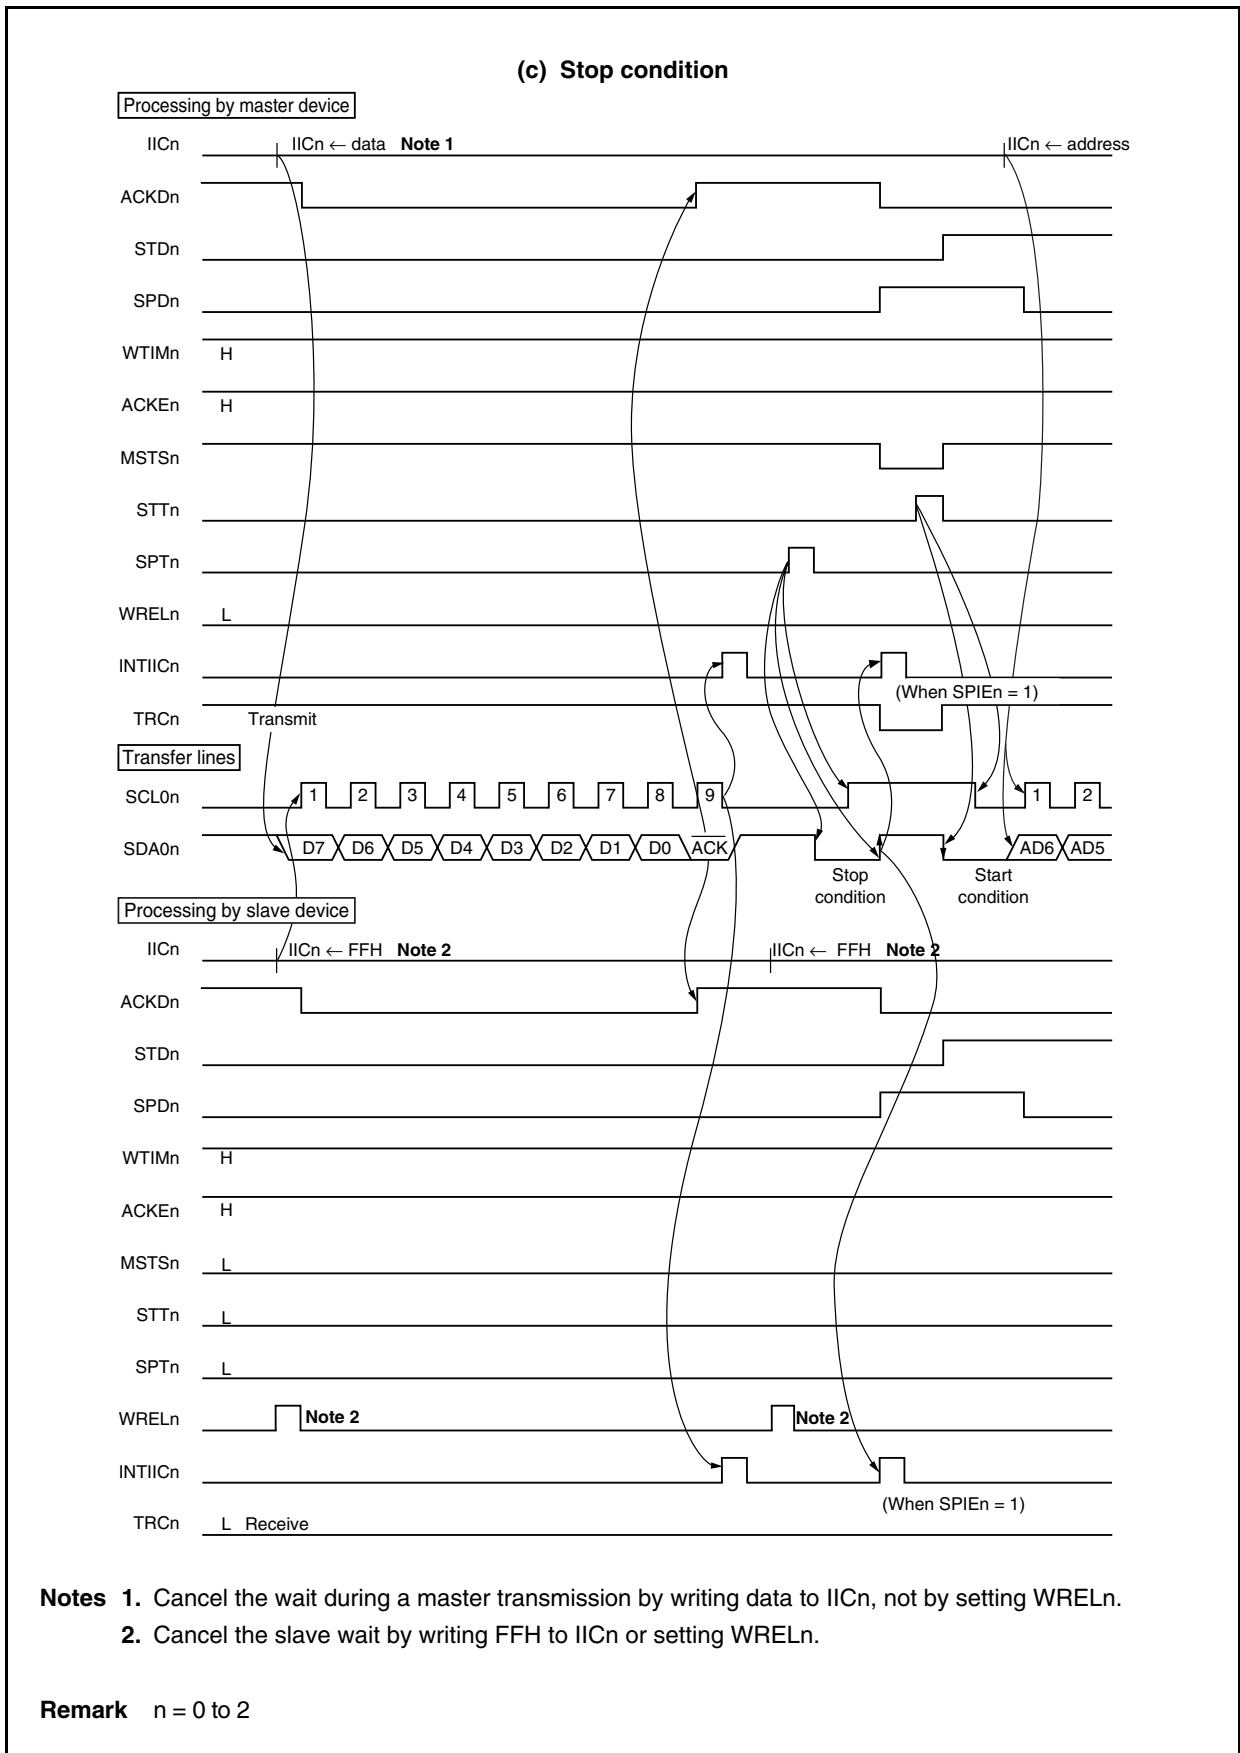 (c) Stop condition
Processing by master device
IICn IICn ← data Note 1 IICn ← address
ACKDn
STDn
SPDn
WTIMn H
ACKEn H
MSTSn
STTn
SPTn
WRELn L
INTIICn
(When SPIEn = 1)
TRCn Transmit
Transfer lines
SCL0n 1 2 3 4 5 6 7 8 9 1 2
SDA0n D7 D6 D5 D4 D3 D2 D1 D0 A̅C̅K̅ AD6 AD5
Stop Start
condition condition
Processing by slave device
IICn IICn ← FFH Note 2 IICn ← FFH Note 2
ACKDn
STDn
SPDn
WTIMn H
ACKEn H
MSTSn L
STTn L
SPTn L
WRELn Note 2 Note 2
INTIICn
(When SPIEn = 1)
TRCn L Receive
Notes 1. Cancel the wait during a master transmission by writing data to IICn, not by setting WRELn.
2. Cancel the slave wait by writing FFH to IICn or setting WRELn.
Remark n = 0 to 2